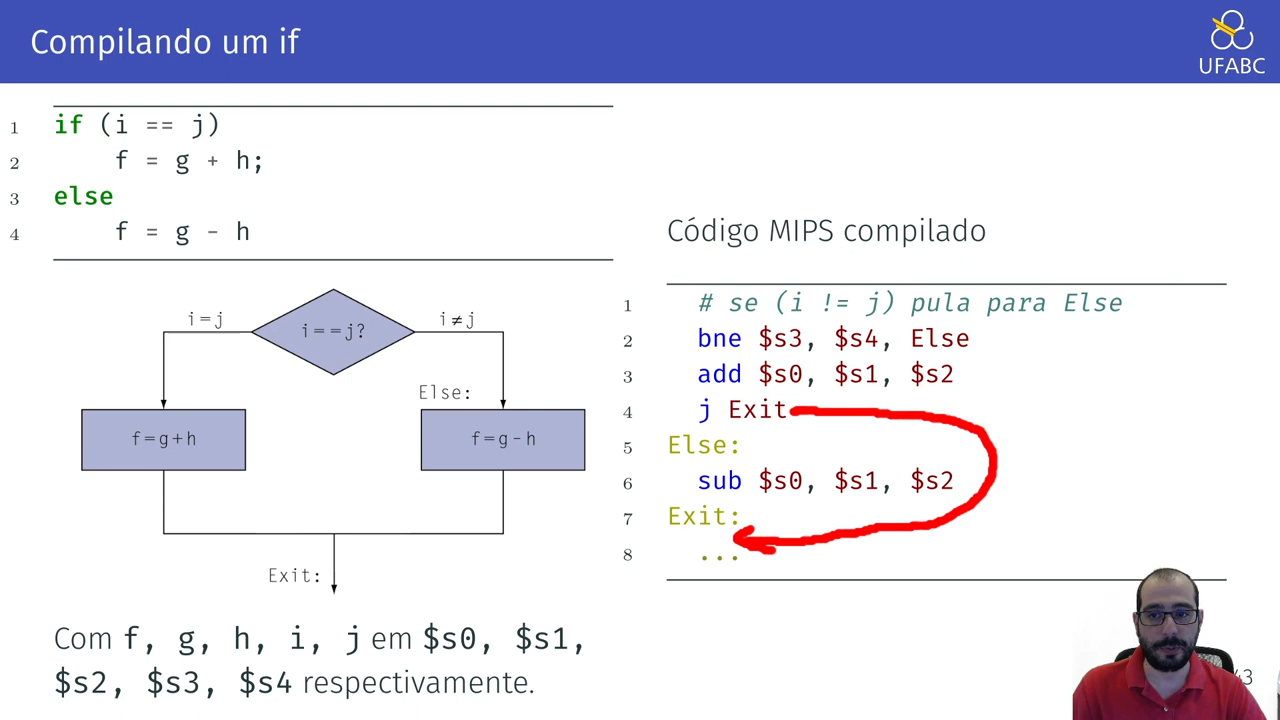 Compilando um if
UFABC
1 if (i == j)
2 f = g + h;
3 else
4 f = g - h
i=j
i==j?
i≠j
Else:
f=g+h
f=g-h
Exit:
Com f, g, h, i, j em $s0, $s1,
$s2, $s3, $s4 respectivamente.
Código MIPS compilado
1 # se (i != j) pula para Else
2 bne $s3, $s4, Else
3 add $s0, $s1, $s2
4 j Exit
5 Else:
6 sub $s0, $s1, $s2
7 Exit:
8 ...
43